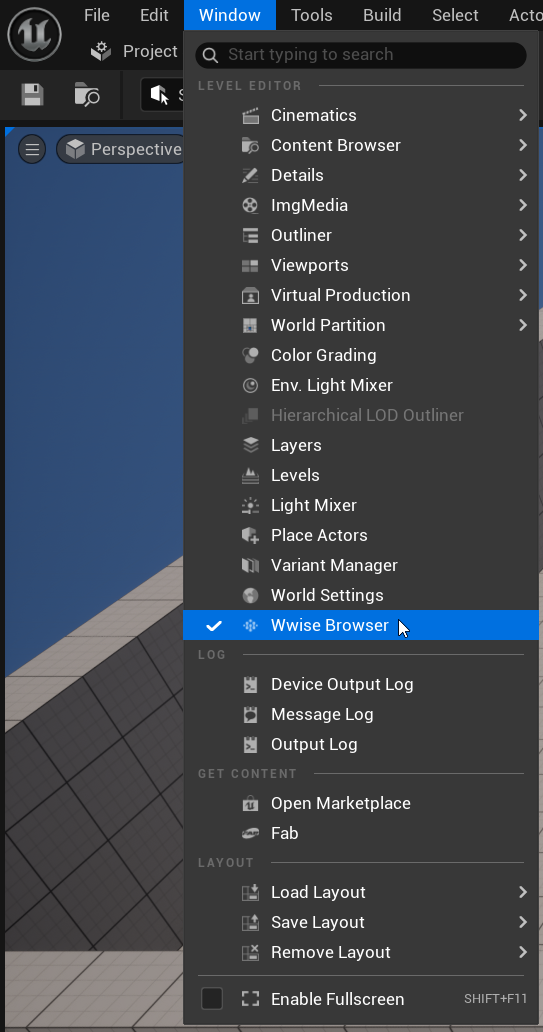 File Edit Window Tools Build Select Acto
Project
Start typing to search
S
LEVEL EDITOR
Cinematics
Perspective
Content Browser
Details
ImgMedia
Outliner
Viewports
Virtual Production
World Partition
Color Grading
Env. Light Mixer
Hierarchical LOD Outliner
Layers
Levels
Light Mixer
Place Actors
Variant Manager
World Settings
Wwise Browser
LOG
Device Output Log
Message Log
Output Log
GET CONTENT
Open Marketplace
Fab
LAYOUT
Load Layout
Save Layout
Remove Layout
Enable Fullscreen SHIFT+F11